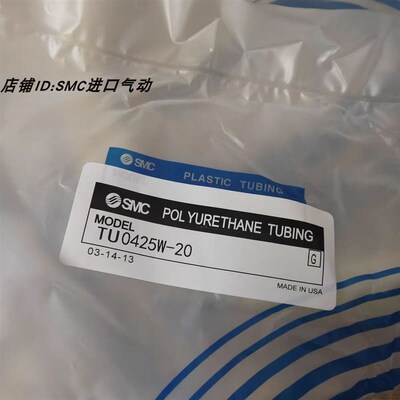 店铺ID:SMC进口气动
SMC
PLASTIC TUBING
SMC POLYURETHANE TUBING
MODEL
TU0425W-20
G
03-14-13
MADE IN USA